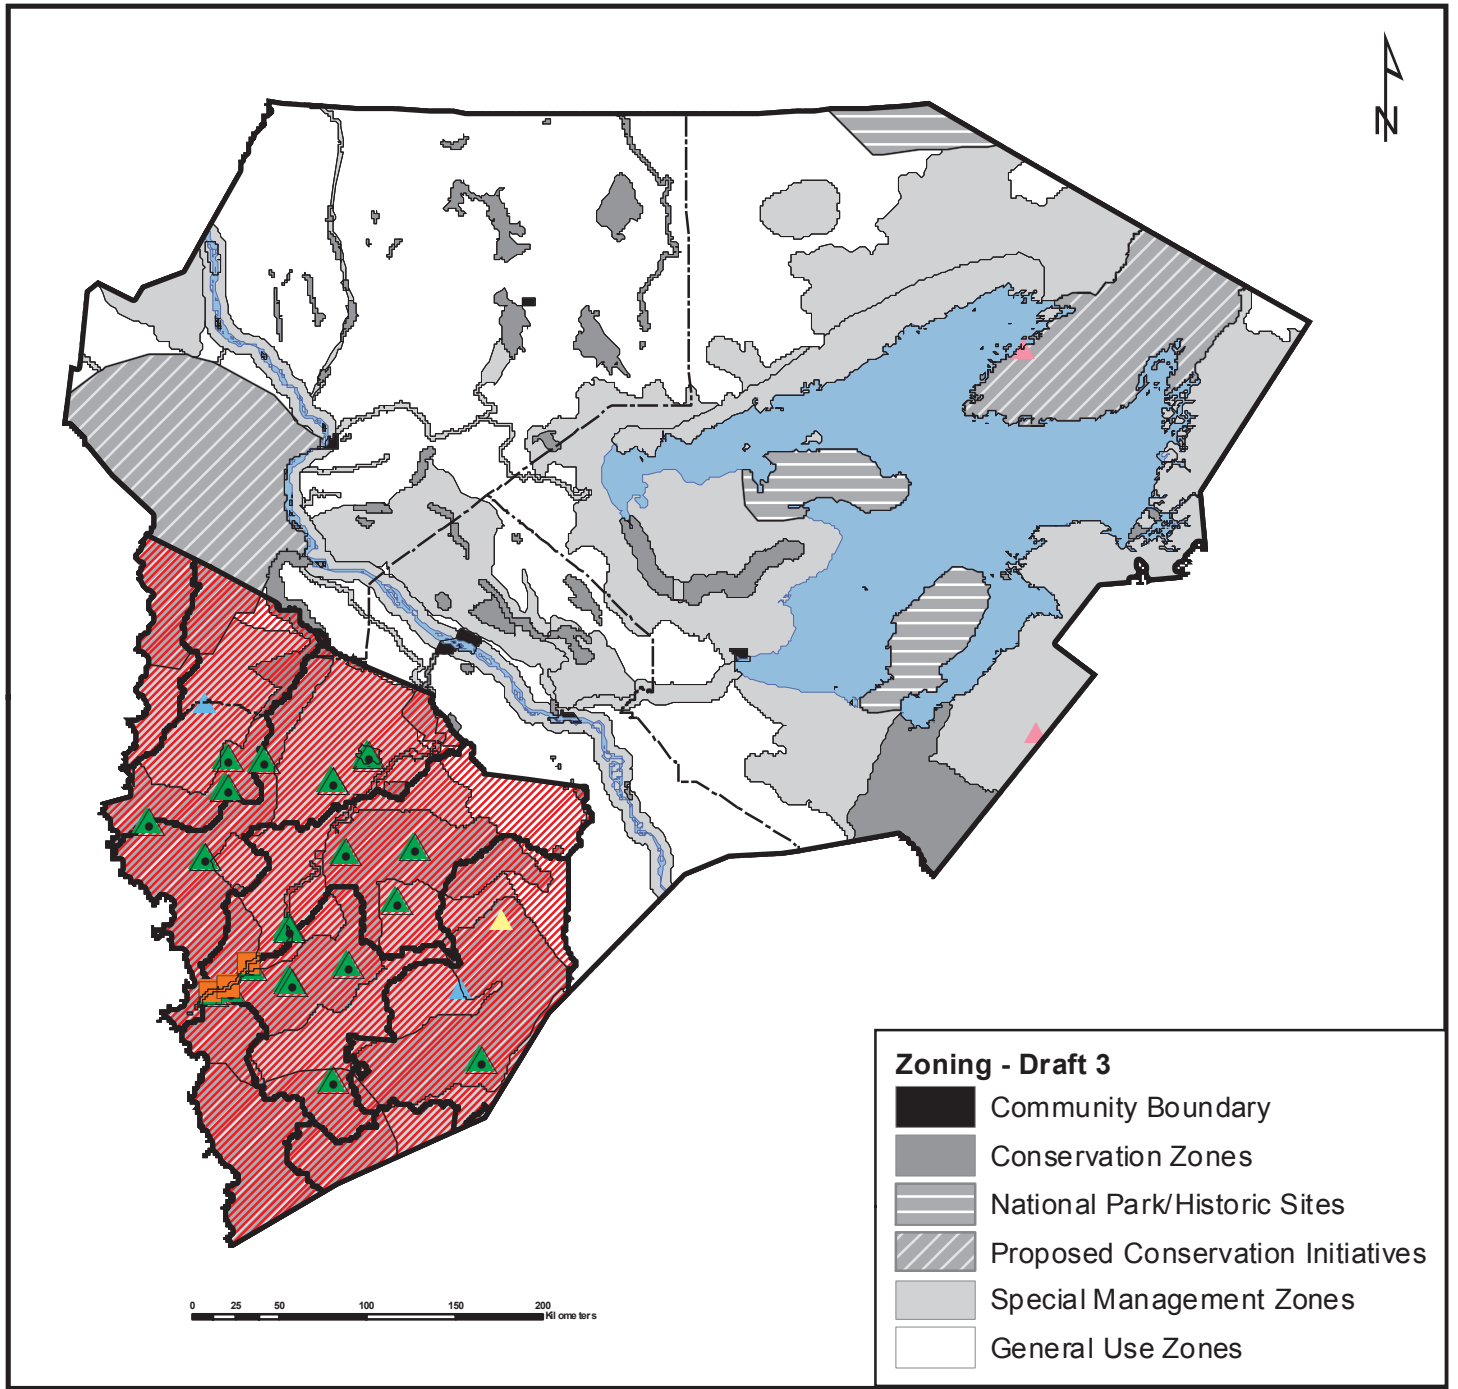 N
Zoning - Draft 3
Community Boundary
Conservation Zones
National Park/Historic Sites
Proposed Conservation Initiatives
Special Management Zones
General Use Zones
0 25 50 100 150 200
Kilometers